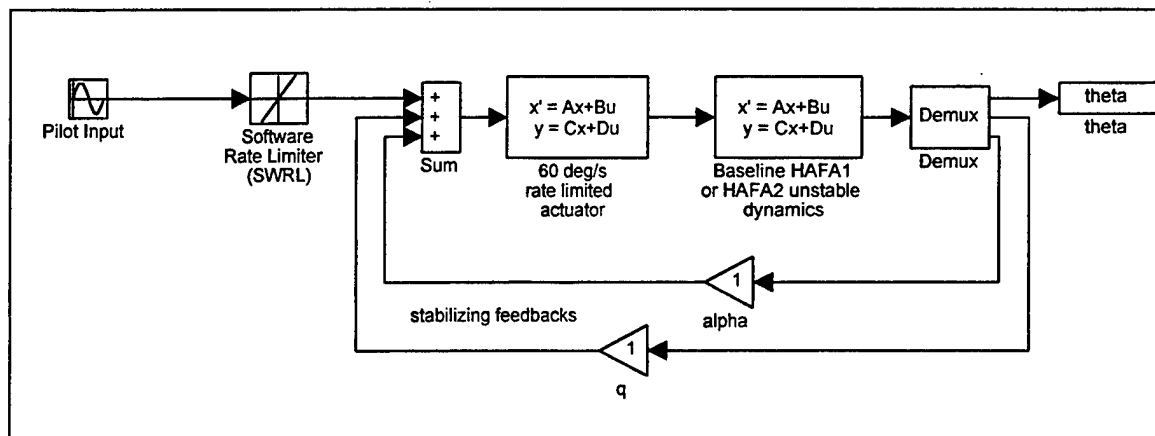 Pilot Input
Software
Rate Limiter
(SWRL)
+
+
+
Sum
x' = Ax+Bu
y = Cx+Du
60 deg/s
rate limited
actuator
x' = Ax+Bu
y = Cx+Du
Baseline HAFA1
or HAFA2 unstable
dynamics
Demux
Demux
theta
theta
1
alpha
stabilizing feedbacks
1
q